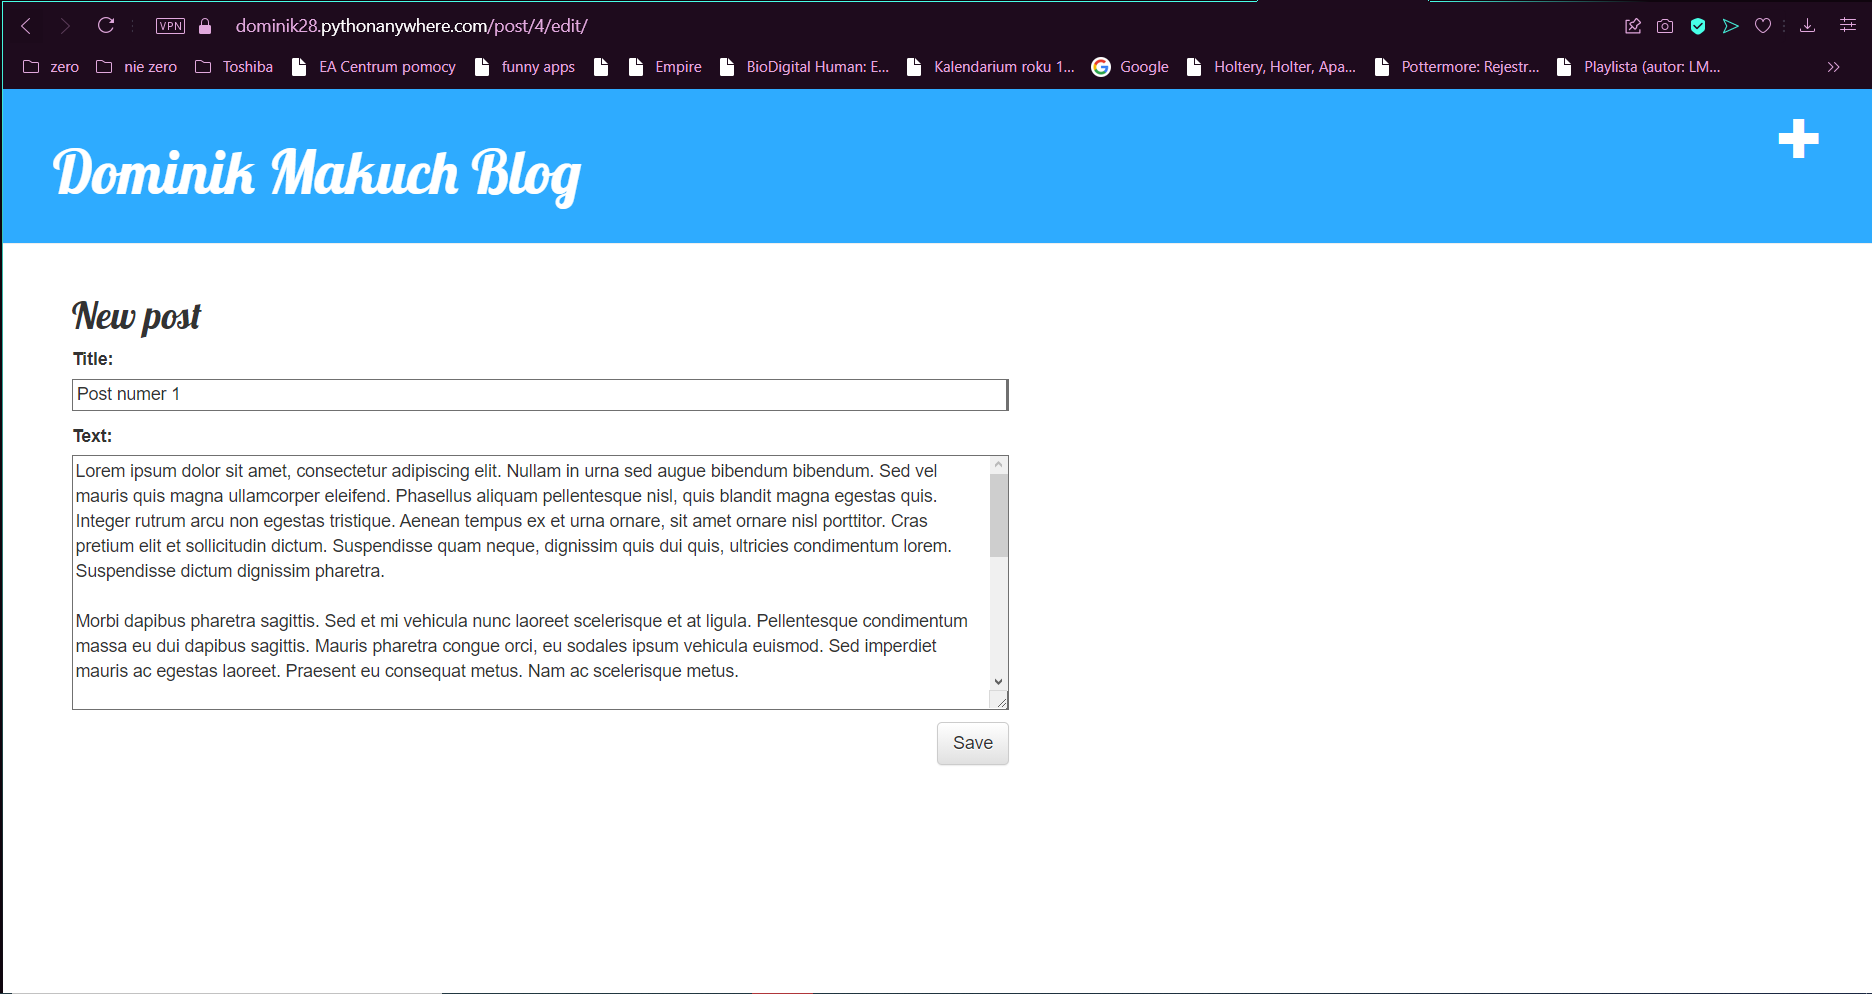 VPN dominik28.pythonanywhere.com/post/4/edit/
zero nie zero Toshiba EA Centrum pomocy funny apps Empire BioDigital Human: E... Kalendarium roku 1... Google Holtery, Holter, Apa... Pottermore: Rejestr... Playlista (autor: LM...
Dominik Makuch Blog
New post
Title:
Post numer 1
Text:
Lorem ipsum dolor sit amet, consectetur adipiscing elit. Nullam in urna sed augue bibendum bibendum. Sed vel
mauris quis magna ullamcorper eleifend. Phasellus aliquam pellentesque nisl, quis blandit magna egestas quis.
Integer rutrum arcu non egestas tristique. Aenean tempus ex et urna ornare, sit amet ornare nisl porttitor. Cras
pretium elit et sollicitudin dictum. Suspendisse quam neque, dignissim quis dui quis, ultricies condimentum lorem.
Suspendisse dictum dignissim pharetra.
Morbi dapibus pharetra sagittis. Sed et mi vehicula nunc laoreet scelerisque et at ligula. Pellentesque condimentum
massa eu dui dapibus sagittis. Mauris pharetra congue orci, eu sodales ipsum vehicula euismod. Sed imperdiet
mauris ac egestas laoreet. Praesent eu consequat metus. Nam ac scelerisque metus.
Save